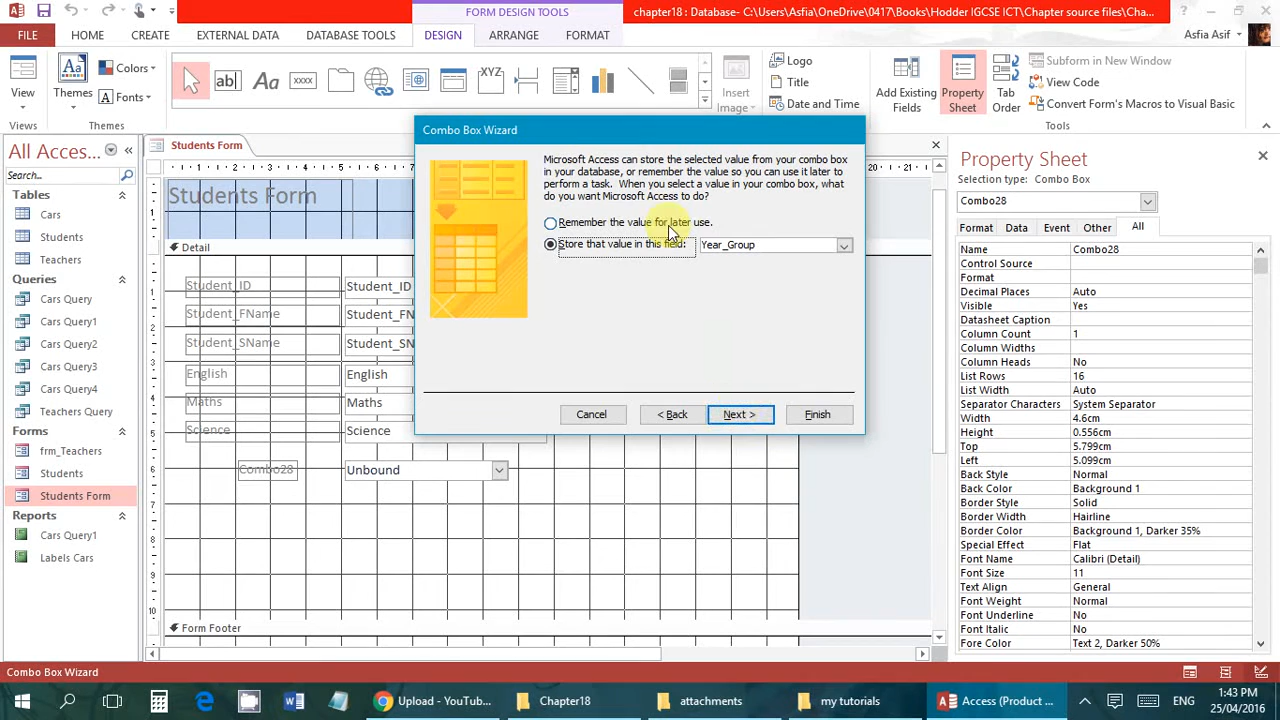 FORM DESIGN TOOLS
chapter18 : Database- C:\Users\Asfia\OneDrive\0417\Books\Hodder IGCSE ICT\Chapter source files\Cha...
FILE HOME CREATE EXTERNAL DATA DATABASE TOOLS DESIGN ARRANGE FORMAT Asfia Asif
View
Views
Themes
Colors
Fonts
Themes
ab|
Aa
xxxx
XYZ
Insert
Image
Logo
Title
Date and Time
Add Existing
Fields
Property
Sheet
Tab
Order
Subform in New Window
View Code
Convert Form's Macros to Visual Basic
Tools
All Acces...
Search...
Tables
Cars
Students
Teachers
Queries
Cars Query
Cars Query1
Cars Query2
Cars Query3
Cars Query4
Teachers Query
Forms
frm_Teachers
Students
Students Form
Reports
Cars Query1
Labels Cars
Students Form
Students Form
Detail
Student_ID Student_ID
Student_FName Student_FN
Student_SName Student_SN
English English
Maths Maths
Science Science
Combo28 Unbound
Form Footer
Combo Box Wizard
Microsoft Access can store the selected value from your combo box
in your database, or remember the value so you can use it later to
perform a task. When you select a value in your combo box, what
do you want Microsoft Access to do?
Remember the value for later use.
Store that value in this field: Year_Group
Cancel < Back Next > Finish
Property Sheet
Selection type: Combo Box
Combo28
Format Data Event Other All
Name Combo28
Control Source
Format
Decimal Places Auto
Visible Yes
Datasheet Caption
Column Count 1
Column Widths
Column Heads No
List Rows 16
List Width Auto
Separator Characters System Separator
Width 4.6cm
Height 0.556cm
Top 5.799cm
Left 5.099cm
Back Style Normal
Back Color Background 1
Border Style Solid
Border Width Hairline
Border Color Background 1, Darker 35%
Special Effect Flat
Font Name Calibri (Detail)
Font Size 11
Text Align General
Font Weight Normal
Font Underline No
Font Italic No
Fore Color Text 2, Darker 50%
Combo Box Wizard
Upload - YouTub...
Chapter18
attachments
my tutorials
Access (Product ...
ENG
1:43 PM
25/04/2016